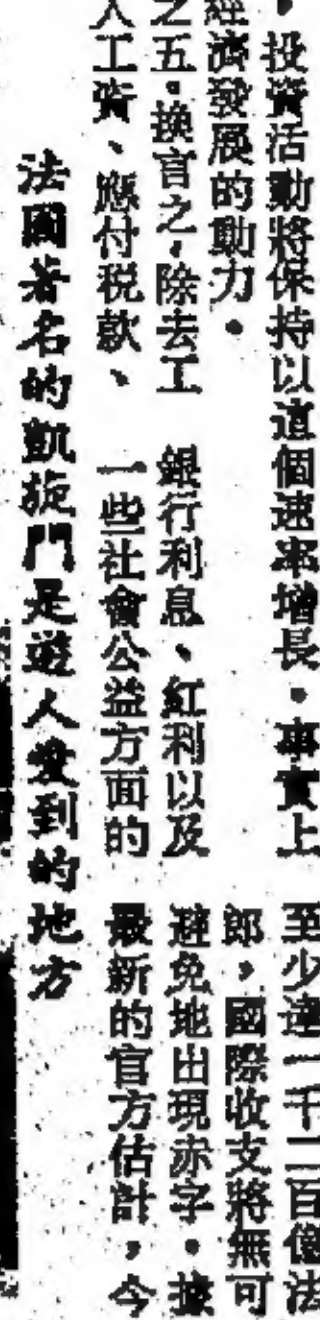 ，投資活動將保持以這個速率增長。事實上
經濟發展的動力。
之五。換言之，除去工
人工資、應付稅款、
銀行利息、紅利以及
一些社會公益方面的
至少達一千二百億法
郎，國際收支將無可
避免地出現赤字。據
最新的官方估計，今
法國著名的凱旋門是遊人愛到的地方